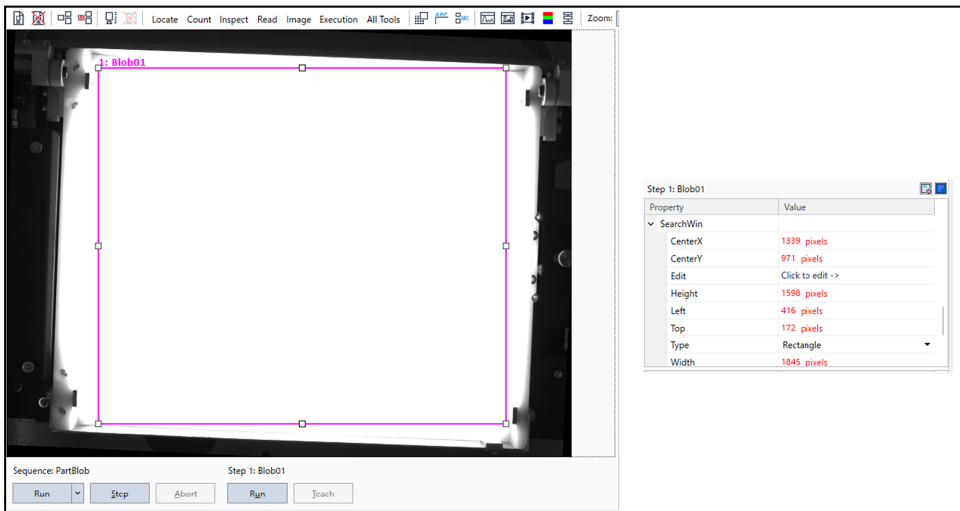 Locate Count Inspect Read Image Execution All Tools Zoom:
1: Blob01
Sequence: PartBlob Step 1: Blob01
Run Step Abort Run Teach
Step 1: Blob01
Property Value
SearchWin
CenterX 1339 pixels
CenterY 971 pixels
Edit Click to edit ->
Height 1598 pixels
Left 416 pixels
Top 172 pixels
Type Rectangle
Width 1845 pixels